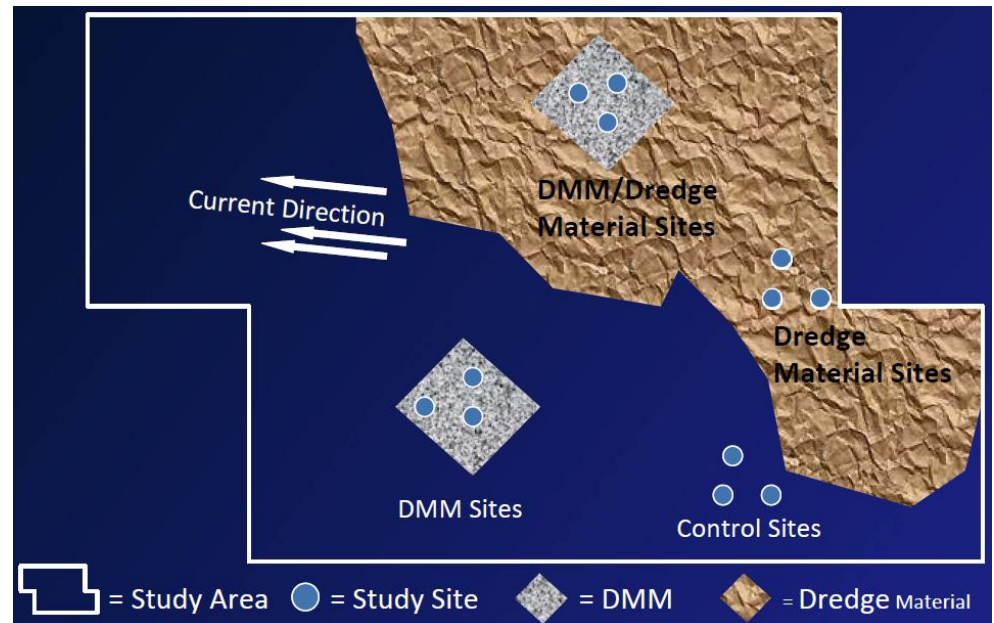 DMM/Dredge
Material Sites
Current Direction
Dredge
Material Sites
DMM Sites
Control Sites
= Study Area
= Study Site
= DMM
= Dredge Material